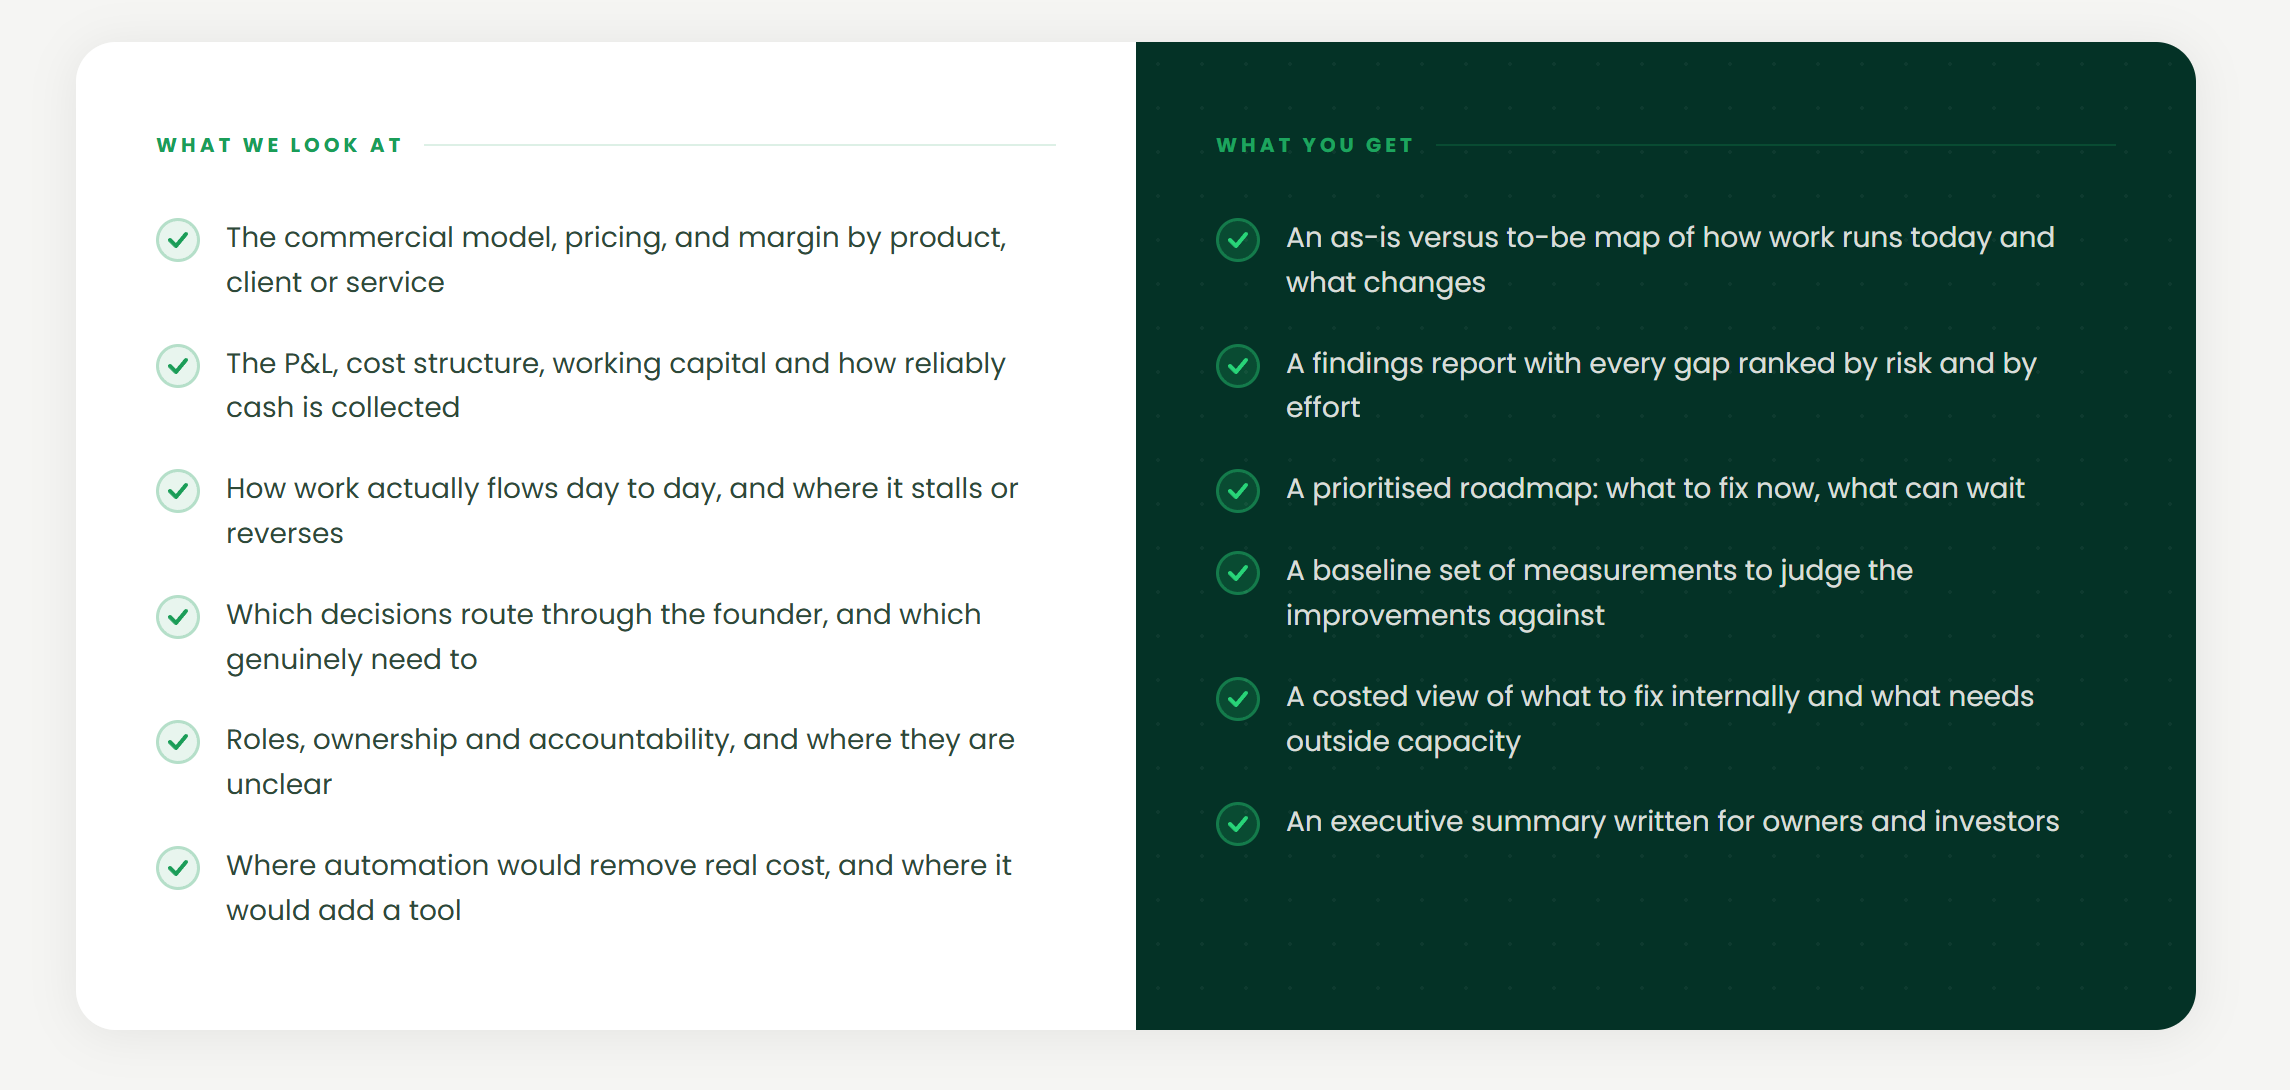 WHAT WE LOOK AT
The commercial model, pricing, and margin by product,
client or service
The P&L, cost structure, working capital and how reliably
cash is collected
How work actually flows day to day, and where it stalls or
reverses
Which decisions route through the founder, and which
genuinely need to
Roles, ownership and accountability, and where they are
unclear
Where automation would remove real cost, and where it
would add a tool
WHAT YOU GET
An as-is versus to-be map of how work runs today and
what changes
A findings report with every gap ranked by risk and by
effort
A prioritised roadmap: what to fix now, what can wait
A baseline set of measurements to judge the
improvements against
A costed view of what to fix internally and what needs
outside capacity
An executive summary written for owners and investors